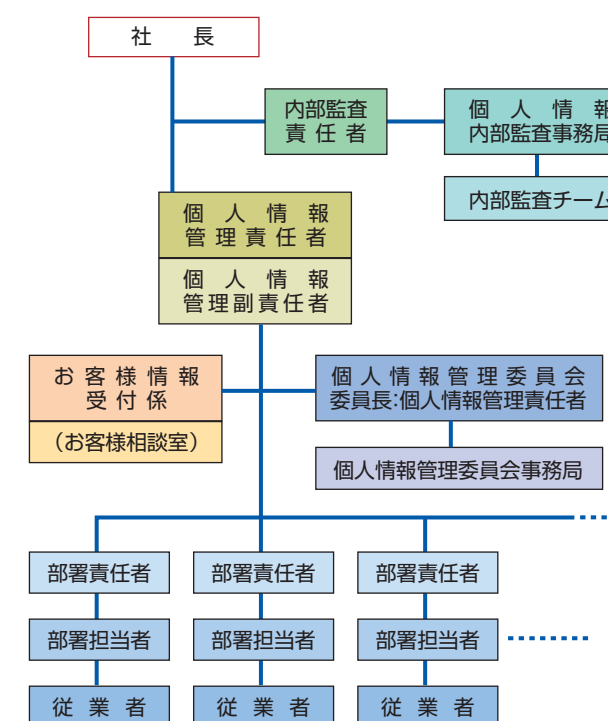 社長
内部監査
責任者
個人情報
内部監査事務局
内部監査チーム
個人情報
管理責任者
個人情報
管理副責任者
お客様情報
受付係
(お客様相談室)
個人情報管理委員会
委員長:個人情報管理責任者
個人情報管理委員会事務局
部署責任者
部署責任者
部署責任者
部署担当者
部署担当者
部署担当者
従業者
従業者
従業者